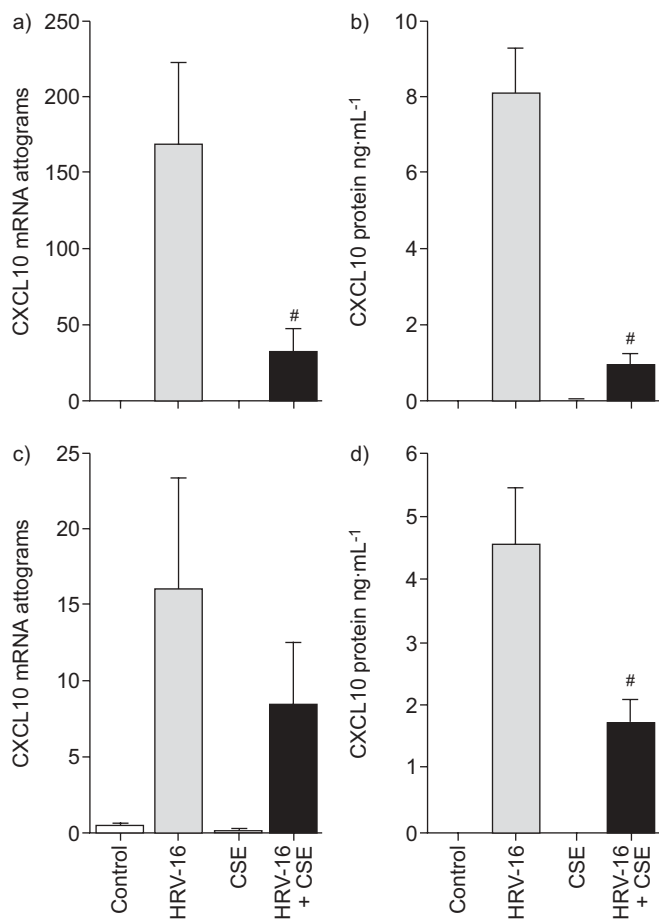 a)
CXCL10 mRNA attograms
250
200
150
100
50
0
#
b)
CXCL10 protein ng·mL-1
10
8
6
4
2
0
#
c)
CXCL10 mRNA attograms
25
20
15
10
5
0
Control
HRV-16
CSE
HRV-16
+ CSE
d)
CXCL10 protein ng·mL-1
6
5
4
3
2
1
0
#
Control
HRV-16
CSE
HRV-16
+ CSE